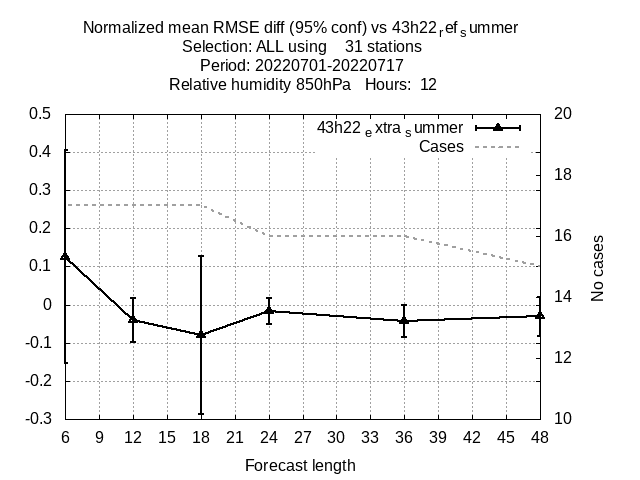 Normalized mean RMSE diff (95% conf) vs 43h22refsummer
Selection: ALL using 31 stations
Period: 20220701-20220717
Relative humidity 850hPa Hours: 12
43h22extrasummer
Cases
0.5
0.4
0.3
0.2
0.1
0
-0.1
-0.2
-0.3
20
18
16
14
12
10
No cases
6 9 12 15 18 21 24 27 30 33 36 39 42 45 48
Forecast length